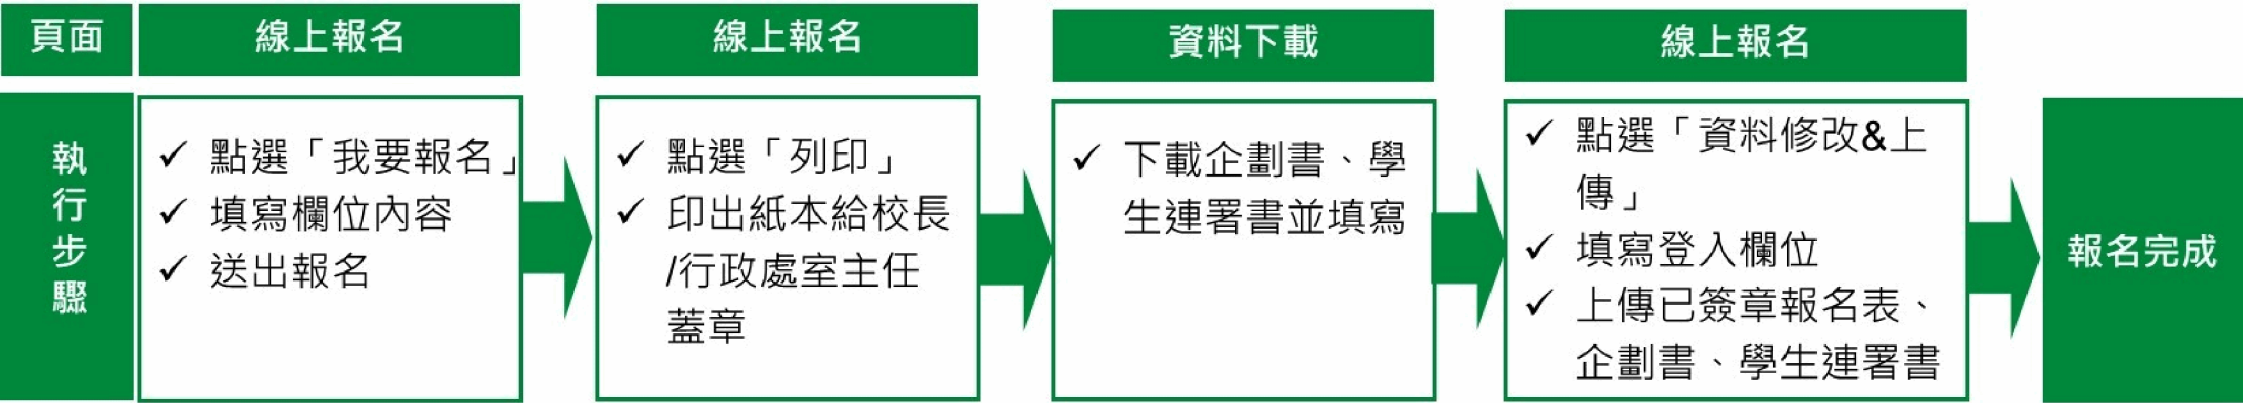 頁面
線上報名
線上報名
資料下載
線上報名
執
行
步
驟
✓ 點選「我要報名」
✓ 填寫欄位內容
✓ 送出報名
✓ 點選「列印」
✓ 印出紙本給校長
/行政處室主任
蓋章
✓ 下載企劃書、學
生連署書並填寫
✓ 點選「資料修改&上
傳」
✓ 填寫登入欄位
✓ 上傳已簽章報名表、
企劃書、學生連署書
報名完成